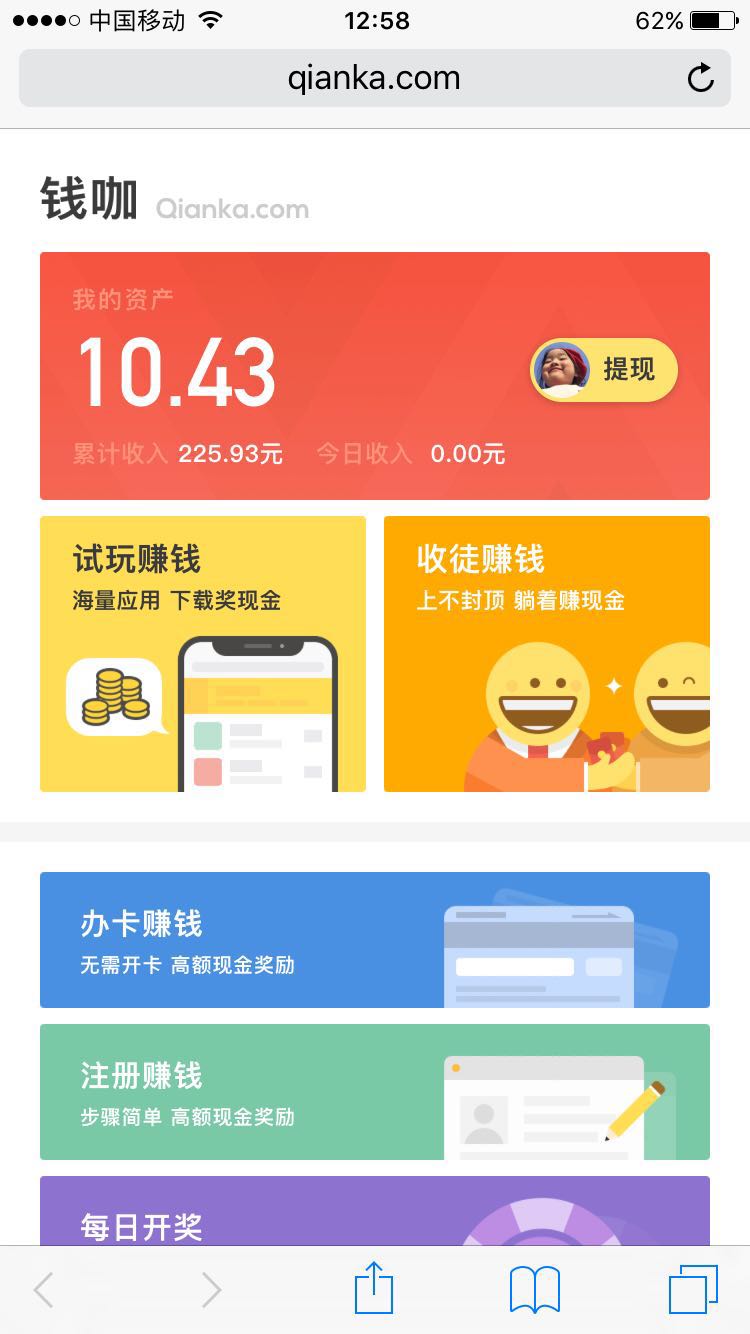 中国移动 12:58 62%
qianka.com
钱咖 Qianka.com
我的资产
10.43
提现
累计收入 225.93元 今日收入 0.00元
试玩赚钱
海量应用 下载奖现金
收徒赚钱
上不封顶 躺着赚现金
办卡赚钱
无需开卡 高额现金奖励
注册赚钱
步骤简单 高额现金奖励
每日开奖